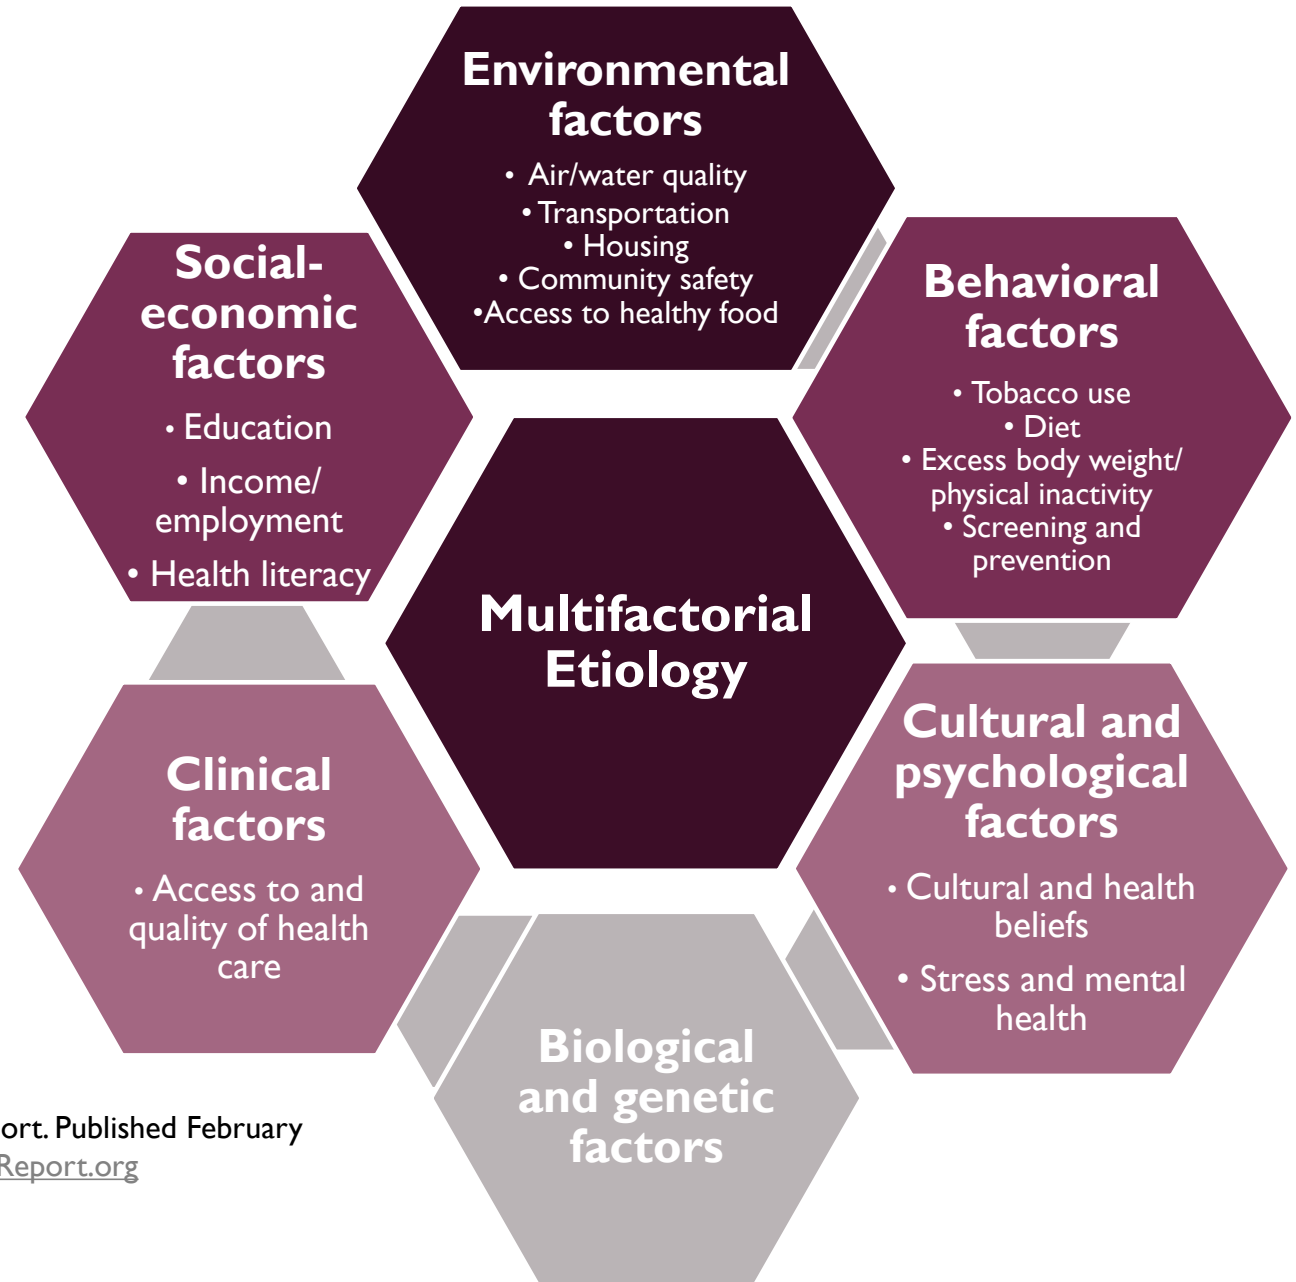 Environmental
factors
• Air/water quality
• Transportation
• Housing
• Community safety
•Access to healthy food
Social-
economic
factors
• Education
• Income/
employment
• Health literacy
Behavioral
factors
• Tobacco use
• Diet
• Excess body weight/
physical inactivity
• Screening and
prevention
Multifactorial
Etiology
Clinical
factors
• Access to and
quality of health
care
Cultural and
psychological
factors
• Cultural and health
beliefs
• Stress and mental
health
Biological
and genetic
factors
ort. Published February
Report.org